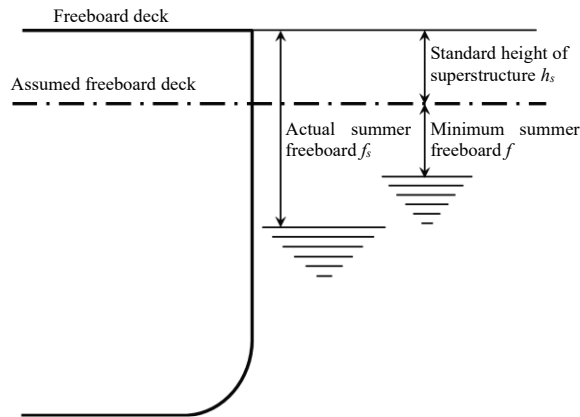 Freeboard deck
Standard height of
superstructure hs
Assumed freeboard deck
Actual summer
freeboard fs
Minimum summer
freeboard f